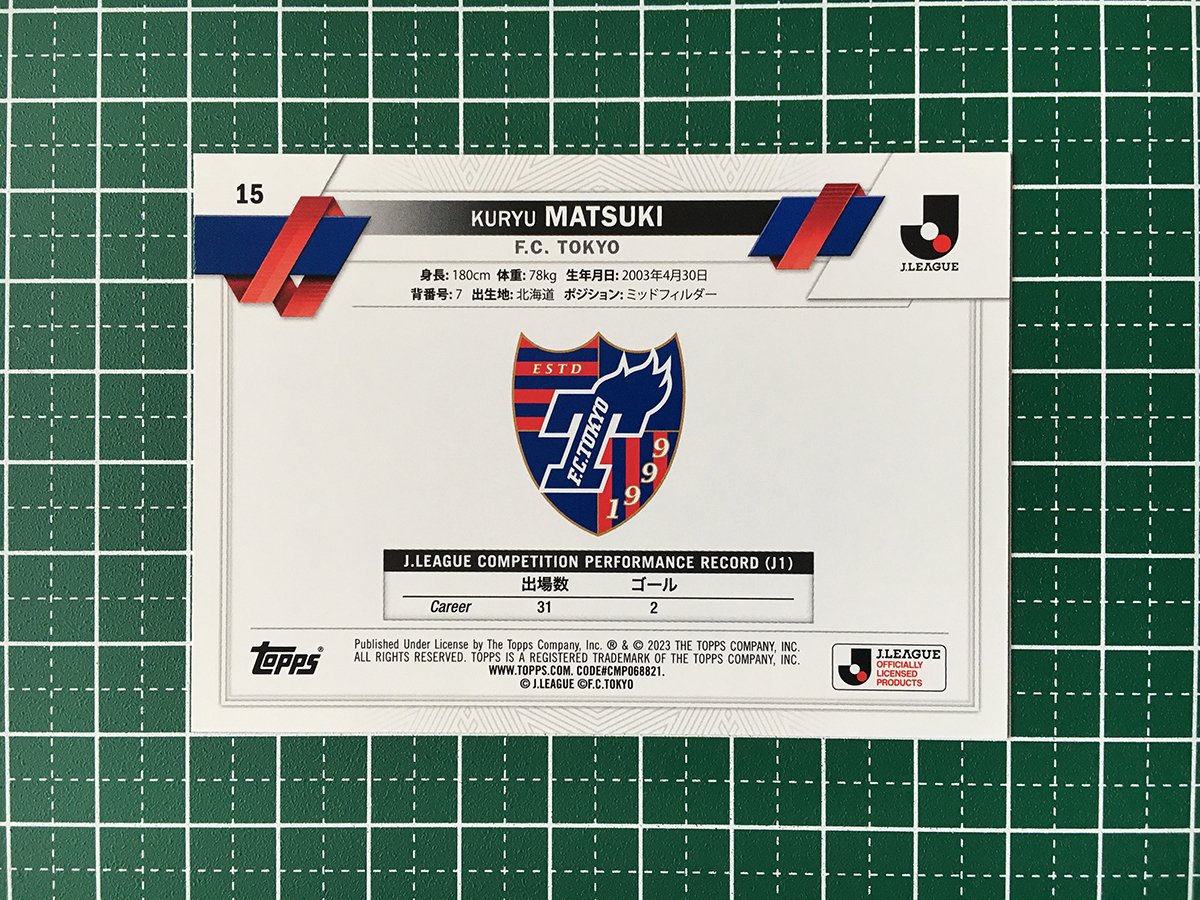 15
KURYU MATSUKI
F.C. TOKYO
J.LEAGUE
身長: 180cm 体重: 78kg 生年月日: 2003年4月30日
背番号: 7 出生地: 北海道 ポジション: ミッドフィルダー
ESTD
F.C.TOKYO
1999
J.LEAGUE COMPETITION PERFORMANCE RECORD (J1)
出場数 ゴール
Career 31 2
Topps®
Published Under License by The Topps Company, Inc. ® & © 2023 THE TOPPS COMPANY, INC.
ALL RIGHTS RESERVED. TOPPS IS A REGISTERED TRADEMARK OF THE TOPPS COMPANY, INC.
WWW.TOPPS.COM. CODE#CMP068821.
© J.LEAGUE ©F.C.TOKYO
J.LEAGUE
OFFICIALLY
LICENSED
PRODUCTS